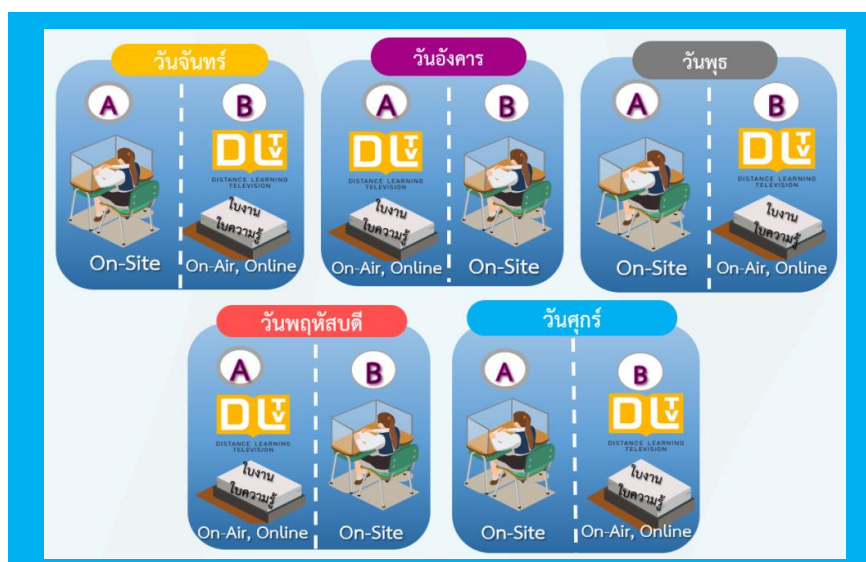 วันจันทร์
A
B
DLTV
DISTANCE LEARNING
TELEVISION
ใบงาน
ใบความรู้
On-Site
On-Air, Online
วันอังคาร
A
B
DLTV
DISTANCE LEARNING
TELEVISION
ใบงาน
ใบความรู้
On-Air, Online
On-Site
วันพุธ
A
B
DLTV
DISTANCE LEARNING
TELEVISION
ใบงาน
ใบความรู้
On-Site
On-Air, Online
วันพฤหัสบดี
A
B
DLTV
DISTANCE LEARNING
TELEVISION
ใบงาน
ใบความรู้
On-Air, Online
On-Site
วันศุกร์
A
B
DLTV
DISTANCE LEARNING
TELEVISION
ใบงาน
ใบความรู้
On-Site
On-Air, Online